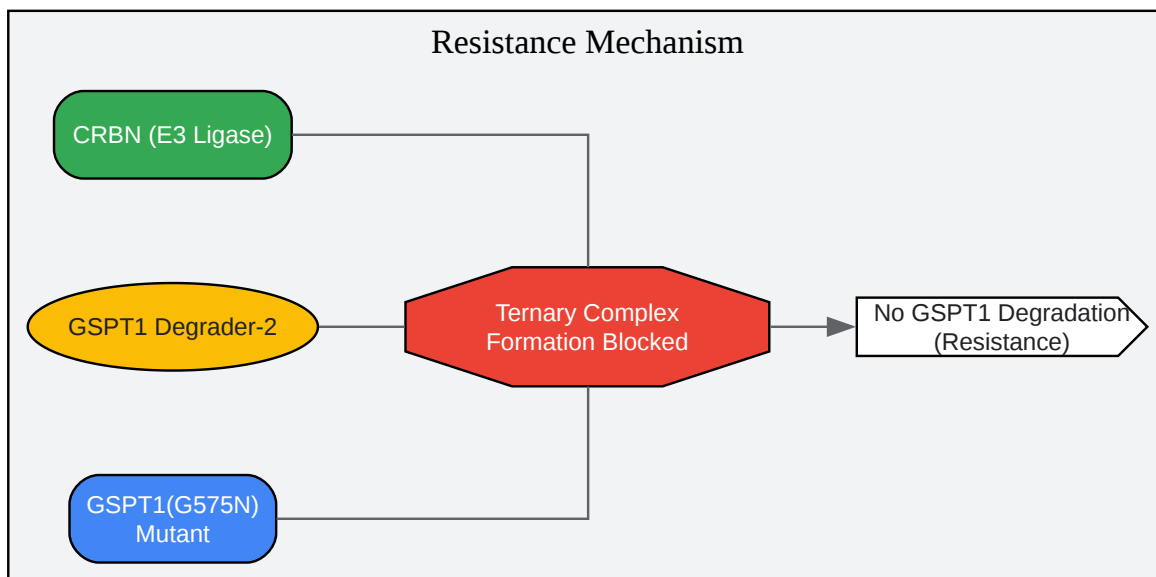 Resistance Mechanism
CRBN (E3 Ligase)
GSPT1 Degrader-2
GSPT1(G575N)
Mutant
Ternary Complex
Formation Blocked
No GSPT1 Degradation
(Resistance)